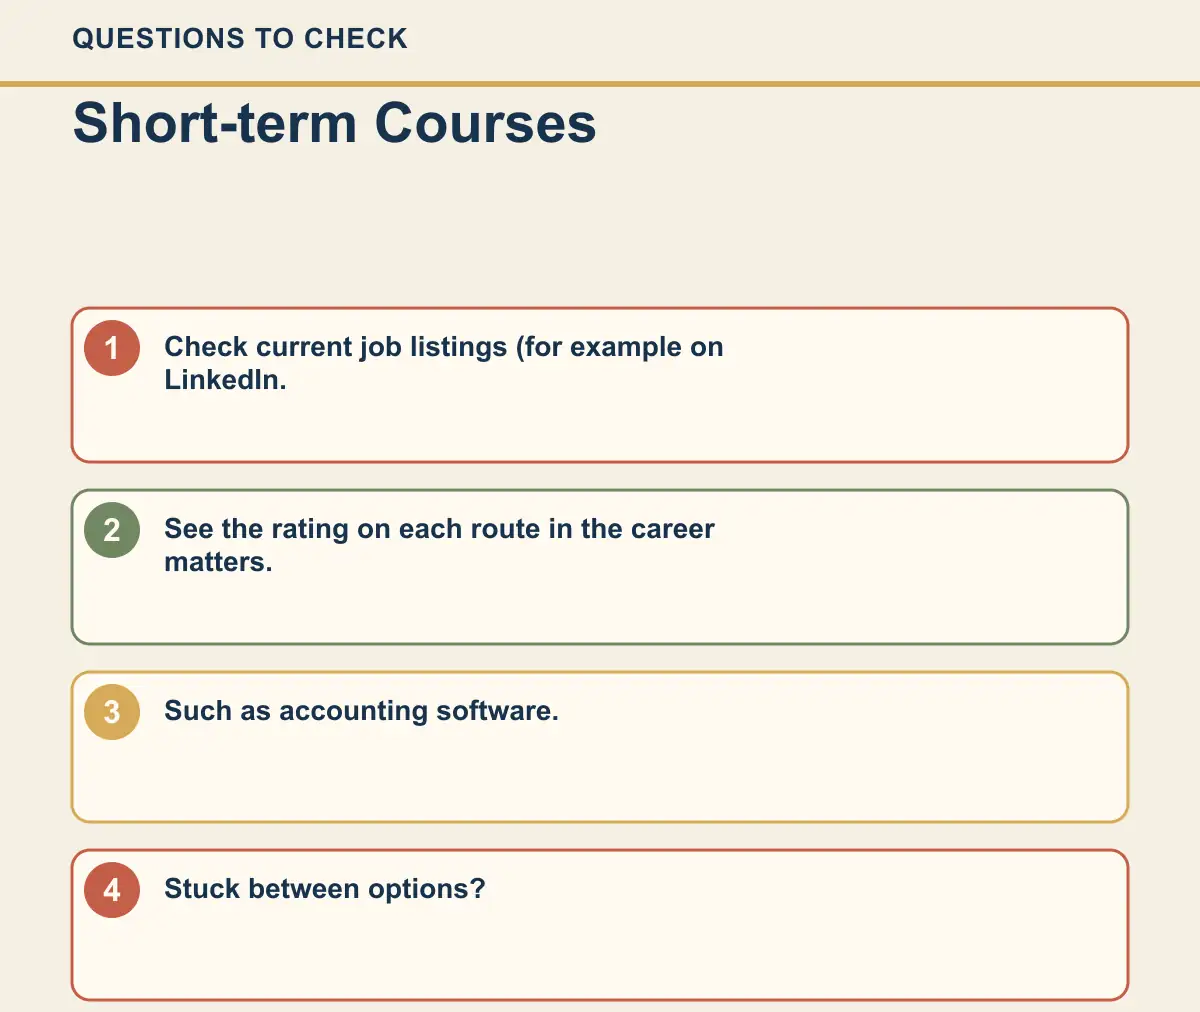 QUESTIONS TO CHECK
Short-term Courses
1
Check current job listings (for example on
LinkedIn.
2
See the rating on each route in the career
matters.
3
Such as accounting software.
4
Stuck between options?